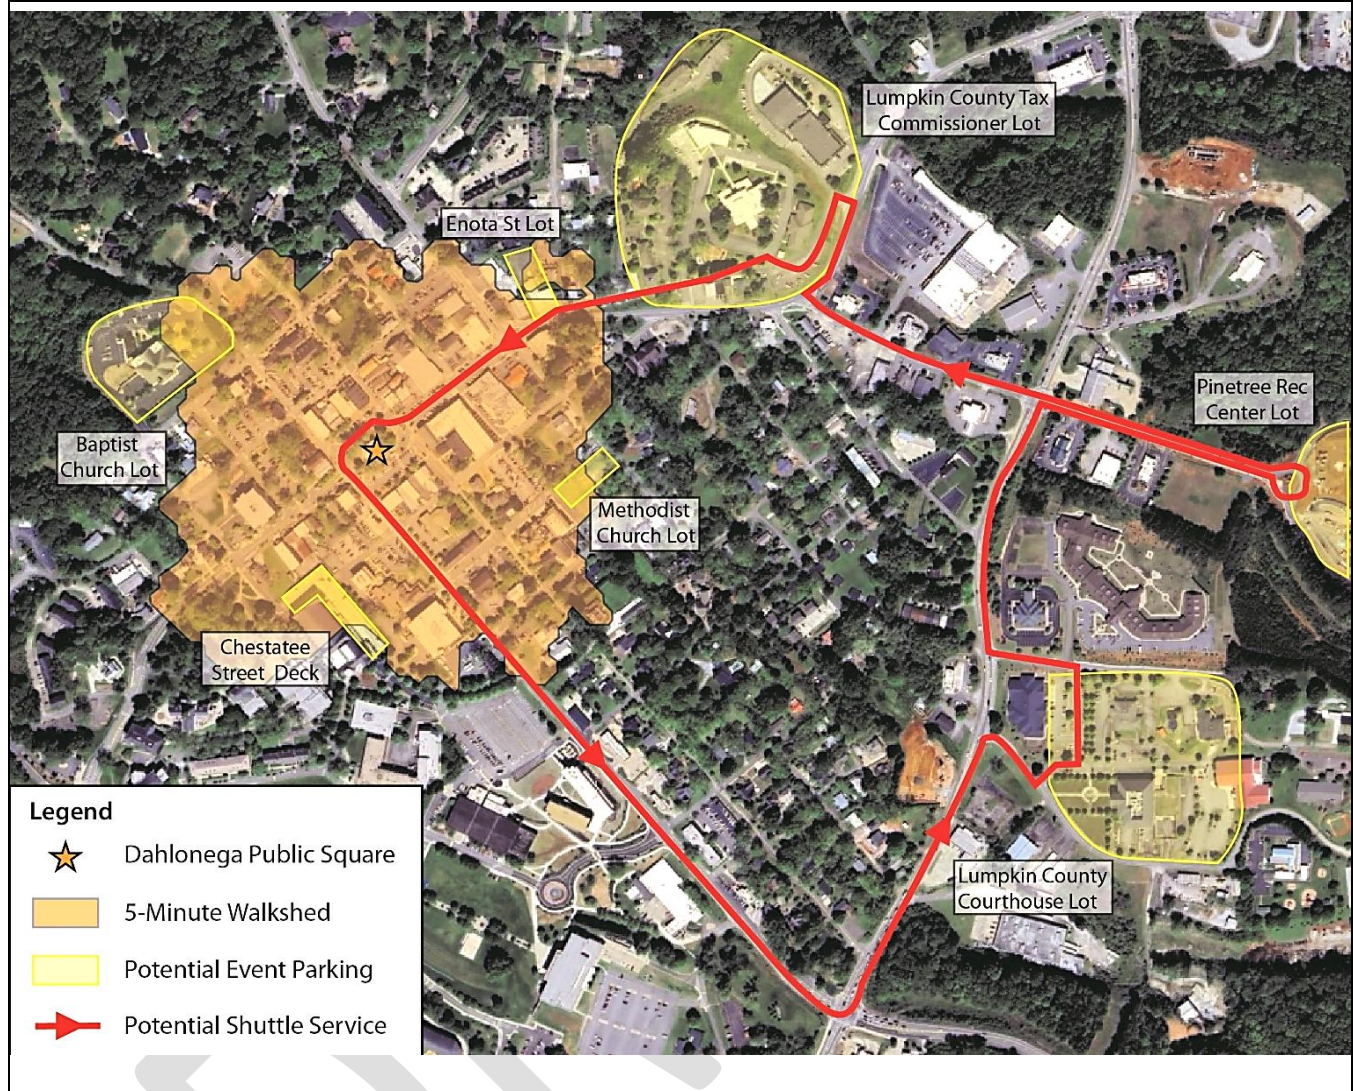 Lumpkin County Tax
Commissioner Lot
Enota St Lot
Pinetree Rec
Center Lot
Baptist
Church Lot
Methodist
Church Lot
Chestatee
Street Deck
Lumpkin County
Courthouse Lot
Legend
Dahlonega Public Square
5-Minute Walkshed
Potential Event Parking
Potential Shuttle Service